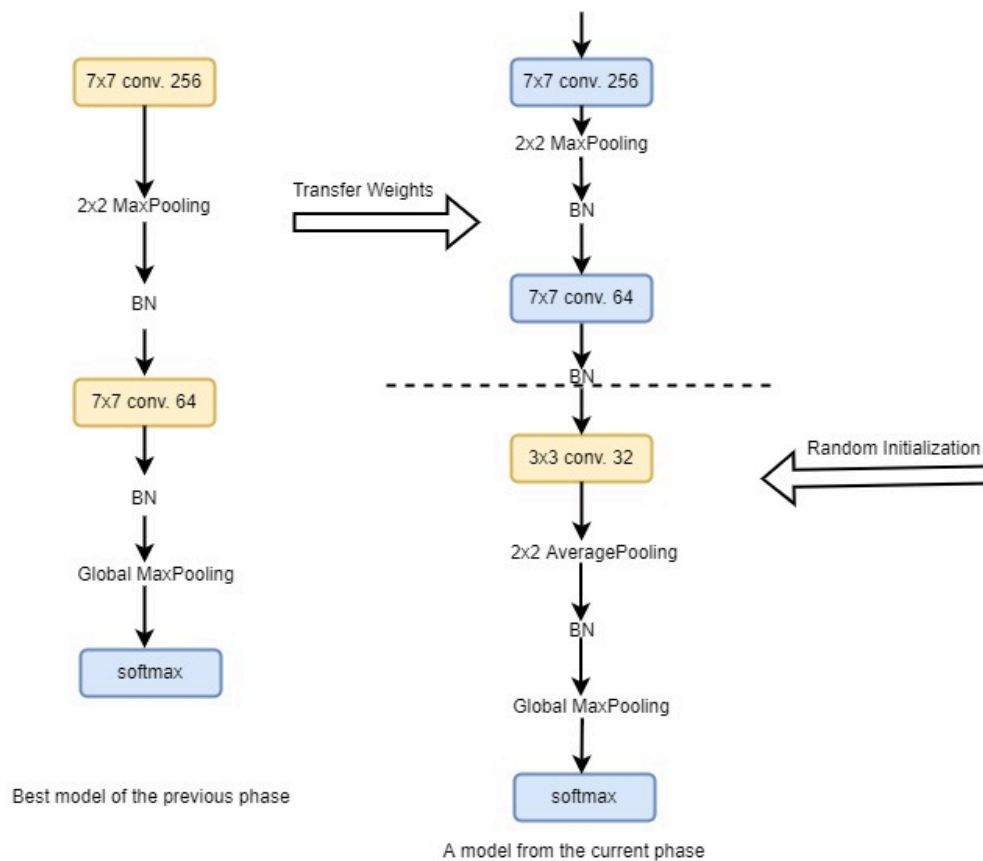 7x7 conv. 256
2x2 MaxPooling
BN
7x7 conv. 64
BN
Global MaxPooling
softmax
Best model of the previous phase
Transfer Weights
7x7 conv. 256
2x2 MaxPooling
BN
7x7 conv. 64
BN
3x3 conv. 32
2x2 AveragePooling
BN
Global MaxPooling
softmax
A model from the current phase
Random Initialization